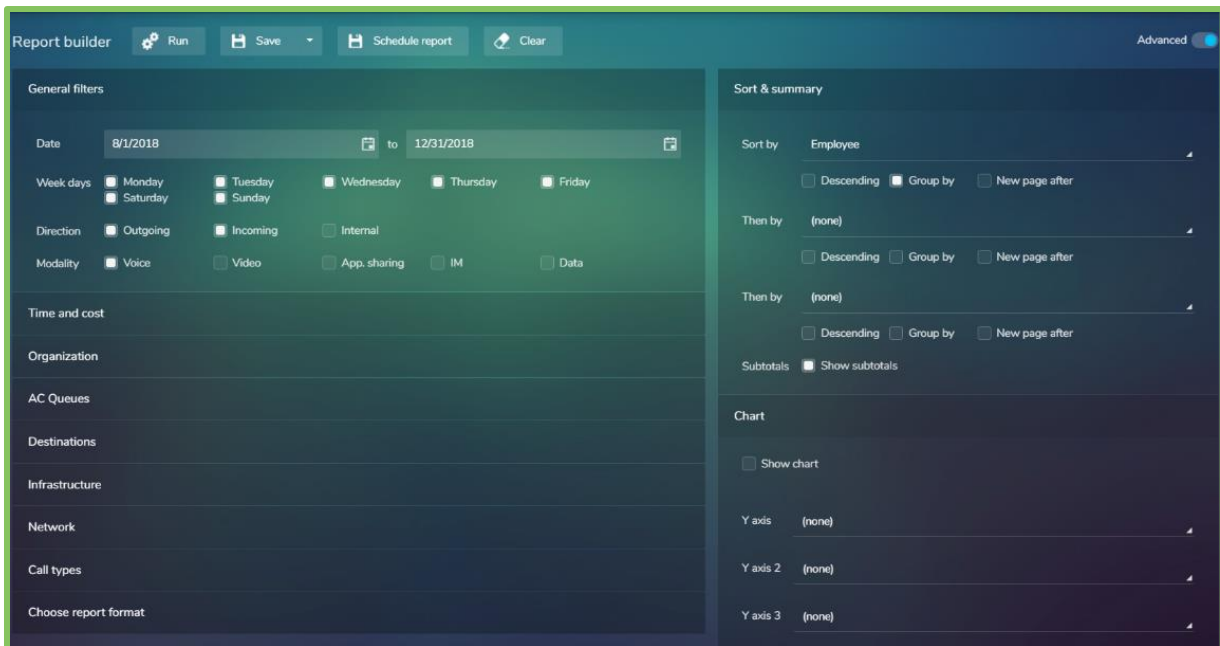 Report builder Run Save Schedule report Clear Advanced
General filters
Date 8/1/2018 to 12/31/2018
Week days Monday Tuesday Wednesday Thursday Friday
Saturday Sunday
Direction Outgoing Incoming Internal
Modality Voice Video App. sharing IM Data
Time and cost
Organization
AC Queues
Destinations
Infrastructure
Network
Call types
Choose report format
Sort & summary
Sort by Employee
Descending Group by New page after
Then by (none)
Descending Group by New page after
Then by (none)
Descending Group by New page after
Subtotals Show subtotals
Chart
Show chart
Y axis (none)
Y axis 2 (none)
Y axis 3 (none)